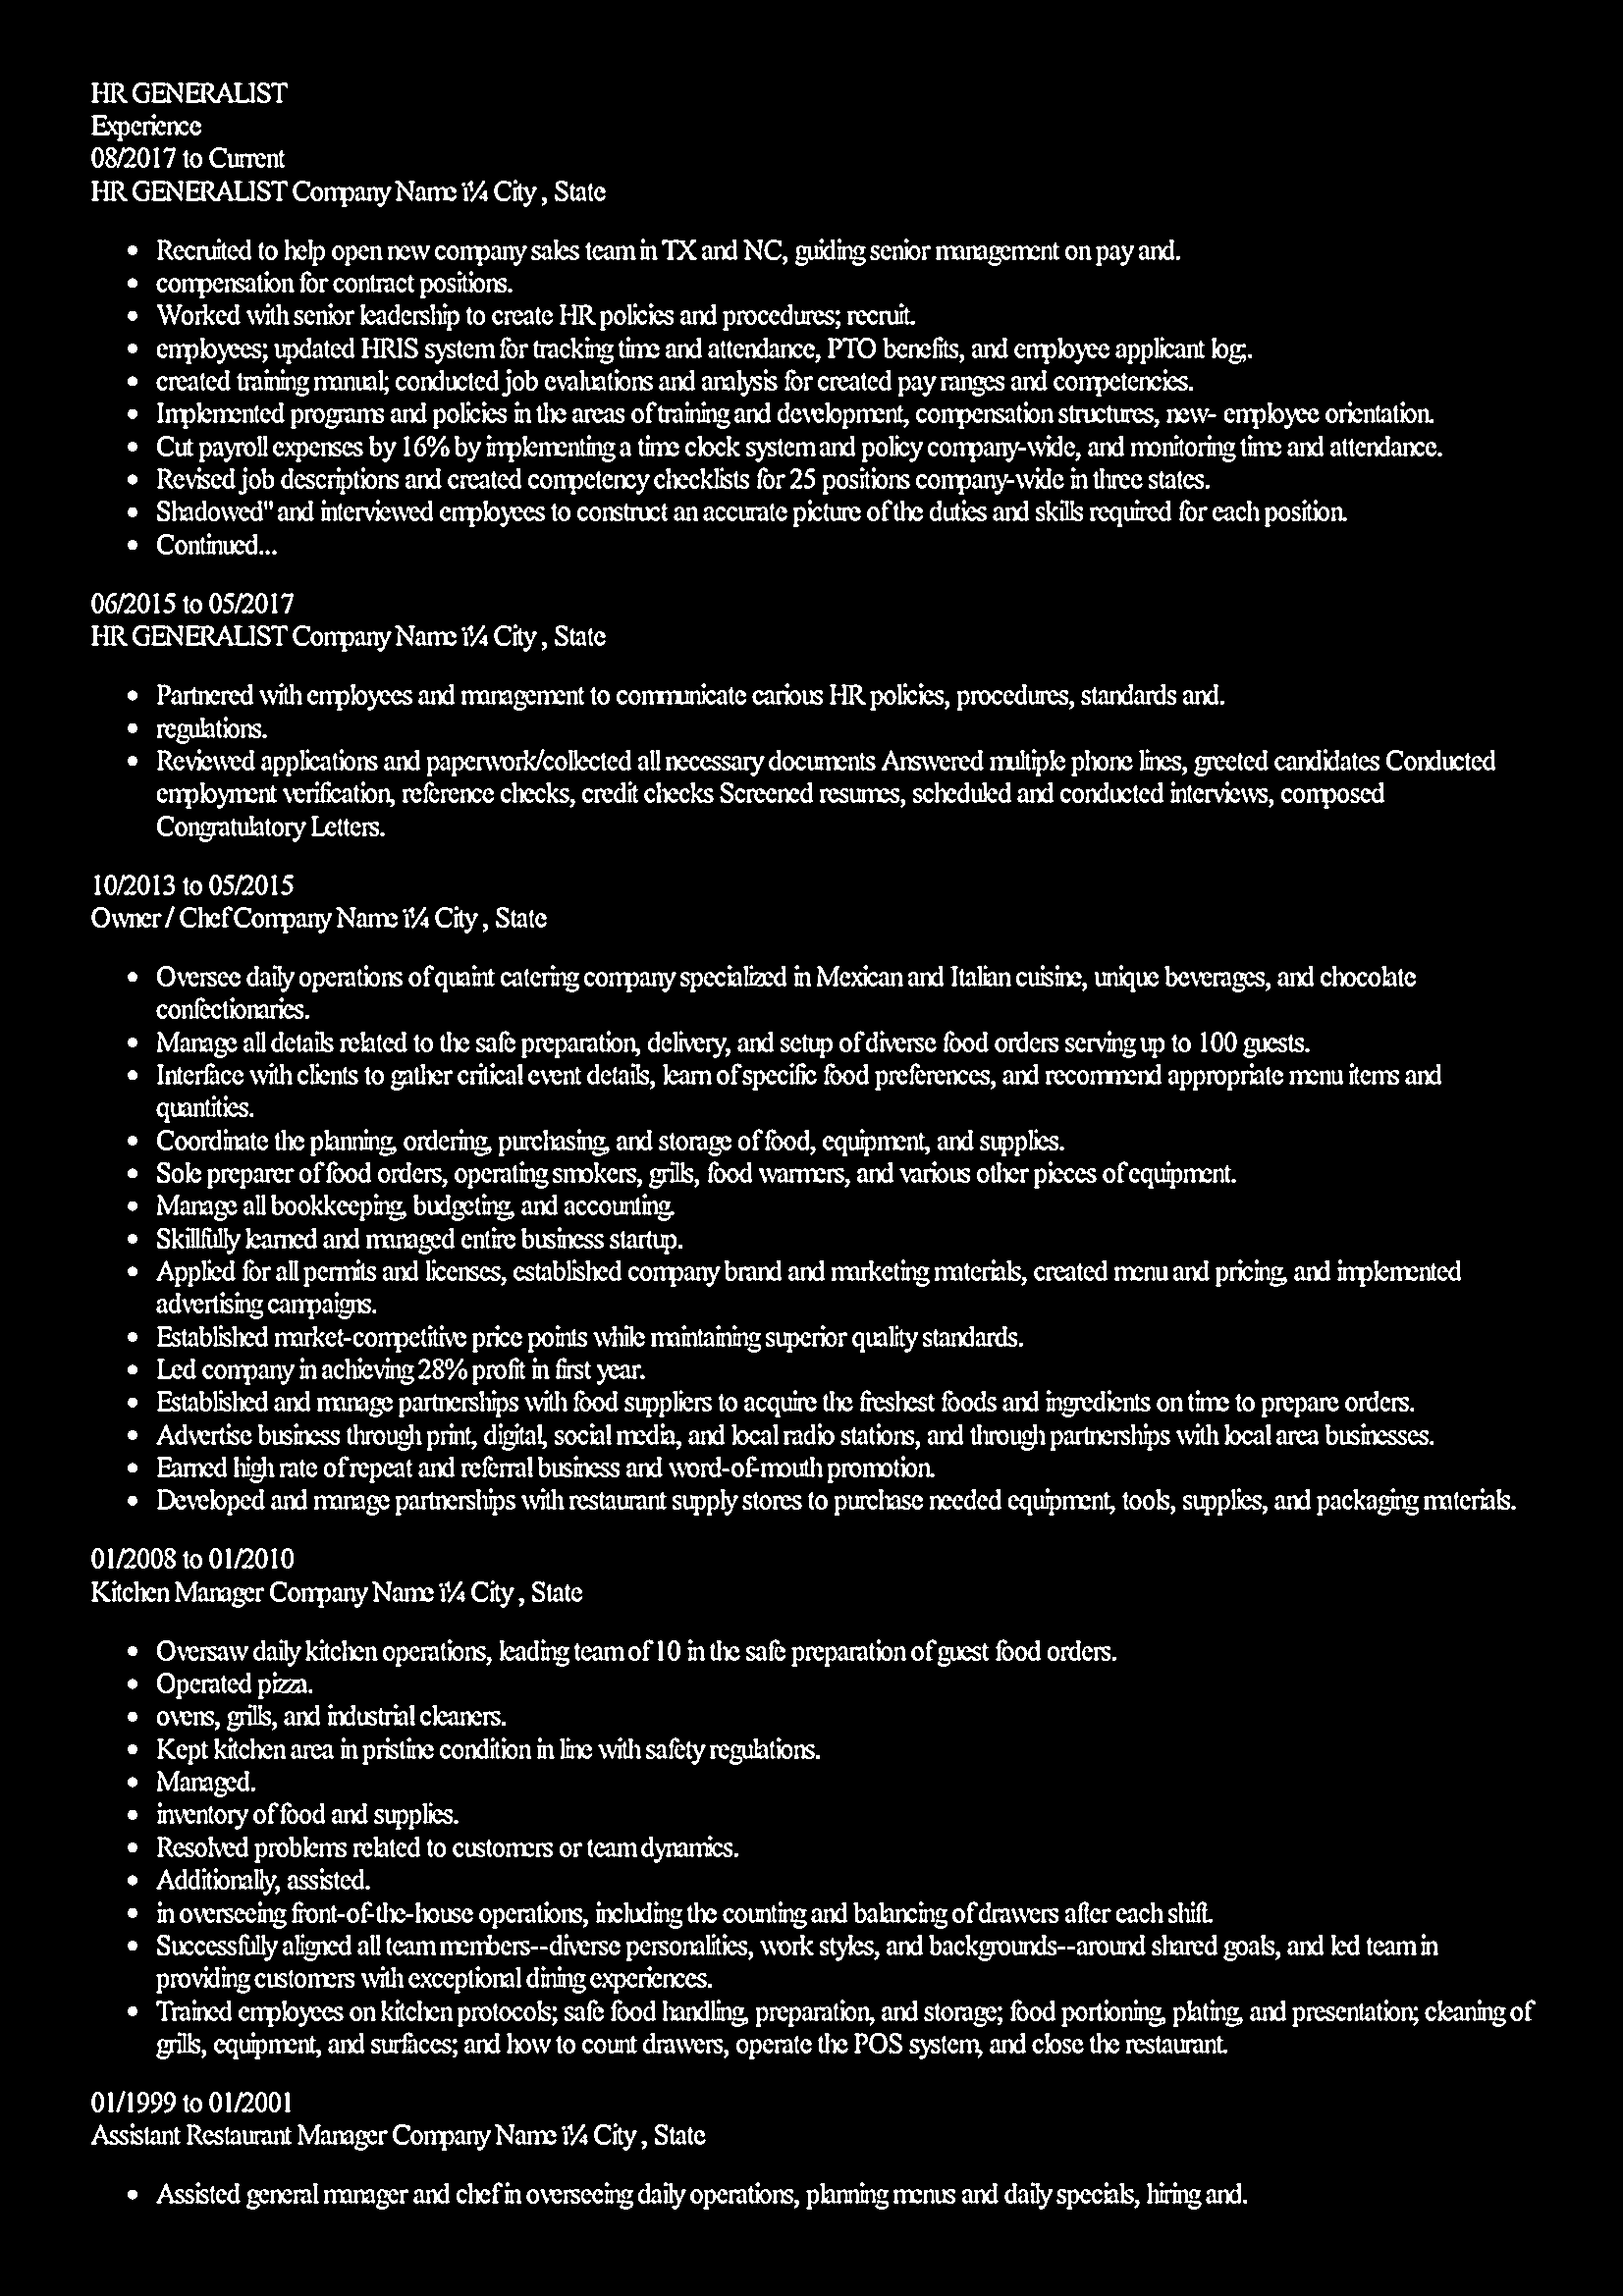 HR GENERALIST
Experience
08/2017 to Current
HR GENERALIST Company Name ï¼ City , State
• Recruited to help open new company sales team in TX and NC, guiding senior management on pay and.
• compensation for contract positions.
• Worked with senior leadership to create HR policies and procedures; recruit.
• employees; updated HRIS system for tracking time and attendance, PTO benefits, and employee applicant log;.
• created training manual; conducted job evaluations and analysis for created pay ranges and competencies.
• Implemented programs and policies in the areas of training and development, compensation structures, new- employee orientation.
• Cut payroll expenses by 16% by implementing a time clock system and policy company-wide, and monitoring time and attendance.
• Revised job descriptions and created competency checklists for 25 positions company-wide in three states.
• Shadowed" and interviewed employees to construct an accurate picture of the duties and skills required for each position.
• Continued...
06/2015 to 05/2017
HR GENERALIST Company Name ï¼ City , State
• Partnered with employees and management to communicate carious HR policies, procedures, standards and.
• regulations.
• Reviewed applications and paperwork/collected all necessary documents Answered multiple phone lines, greeted candidates Conducted
employment verification, reference checks, credit checks Screened resumes, scheduled and conducted interviews, composed
Congratulatory Letters.
10/2013 to 05/2015
Owner / Chef Company Name ï¼ City , State
• Oversee daily operations of quaint catering company specialized in Mexican and Italian cuisine, unique beverages, and chocolate
confectionaries.
• Manage all details related to the safe preparation, delivery, and setup of diverse food orders serving up to 100 guests.
• Interface with clients to gather critical event details, learn of specific food preferences, and recommend appropriate menu items and
quantities.
• Coordinate the planning, ordering, purchasing, and storage of food, equipment, and supplies.
• Sole preparer of food orders, operating smokers, grills, food warmers, and various other pieces of equipment.
• Manage all bookkeeping, budgeting, and accounting.
• Skillfully learned and managed entire business startup.
• Applied for all permits and licenses, established company brand and marketing materials, created menu and pricing, and implemented
advertising campaigns.
• Established market-competitive price points while maintaining superior quality standards.
• Led company in achieving 28% profit in first year.
• Established and manage partnerships with food suppliers to acquire the freshest foods and ingredients on time to prepare orders.
• Advertise business through print, digital, social media, and local radio stations, and through partnerships with local area businesses.
• Earned high rate of repeat and referral business and word-of-mouth promotion.
• Developed and manage partnerships with restaurant supply stores to purchase needed equipment, tools, supplies, and packaging materials.
01/2008 to 01/2010
Kitchen Manager Company Name ï¼ City , State
• Oversaw daily kitchen operations, leading team of 10 in the safe preparation of guest food orders.
• Operated pizza.
• ovens, grills, and industrial cleaners.
• Kept kitchen area in pristine condition in line with safety regulations.
• Managed.
• inventory of food and supplies.
• Resolved problems related to customers or team dynamics.
• Additionally, assisted.
• in overseeing front-of-the-house operations, including the counting and balancing of drawers after each shift.
• Successfully aligned all team members--diverse personalities, work styles, and backgrounds--around shared goals, and led team in
providing customers with exceptional dining experiences.
• Trained employees on kitchen protocols; safe food handling, preparation, and storage; food portioning, plating, and presentation; cleaning of
grills, equipment, and surfaces; and how to count drawers, operate the POS system, and close the restaurant.
01/1999 to 01/2001
Assistant Restaurant Manager Company Name ï¼ City , State
• Assisted general manager and chef in overseeing daily operations, planning menus and daily specials, hiring and.